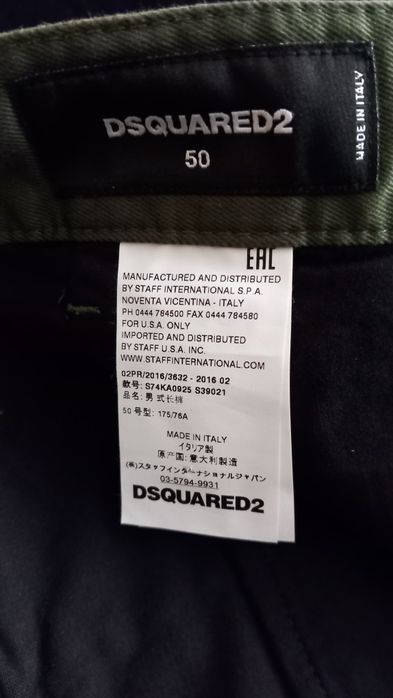 DSQUARED2
50
MADE IN ITALY
EAC
MANUFACTURED AND DISTRIBUTED
BY STAFF INTERNATIONAL S.P.A.
NOVENTA VICENTINA - ITALY
PH 0444 784500 FAX 0444 784580
FOR U.S.A. ONLY
IMPORTED AND DISTRIBUTED
BY STAFF U.S.A. INC.
WWW.STAFFINTERNATIONAL.COM
02PR/2016/3632 - 2016 02
款号: S74KA0925 S39021
品名: 男式长裤
50号型: 175/76A
MADE IN ITALY
イタリア製
原产国: 意大利製造
(株)スタッフインターナショナルジャパン
03-5794-9931
DSQUARED2